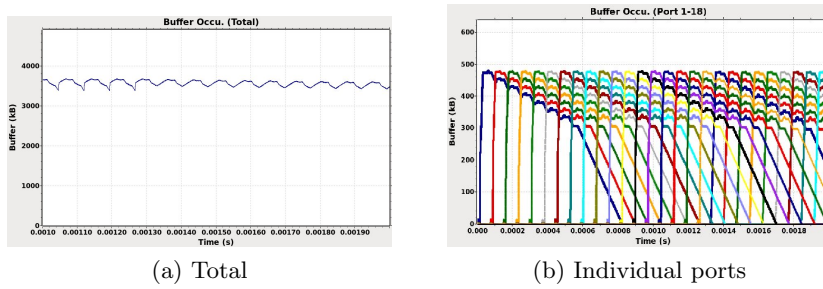 Buffer Occu. (Total)
4000
3000
2000
1000
0
Buffer (kB)
0.0010 0.00110 0.00120 0.00130 0.00140 0.00150 0.00160 0.00170 0.00180 0.00190
Time (s)
(a) Total
Buffer Occu. (Port 1-18)
600
500
400
300
200
100
0
Buffer (kB)
0.000 0.0002 0.0004 0.0006 0.0008 0.0010 0.0012 0.0014 0.0016 0.0018
Time (s)
(b) Individual ports